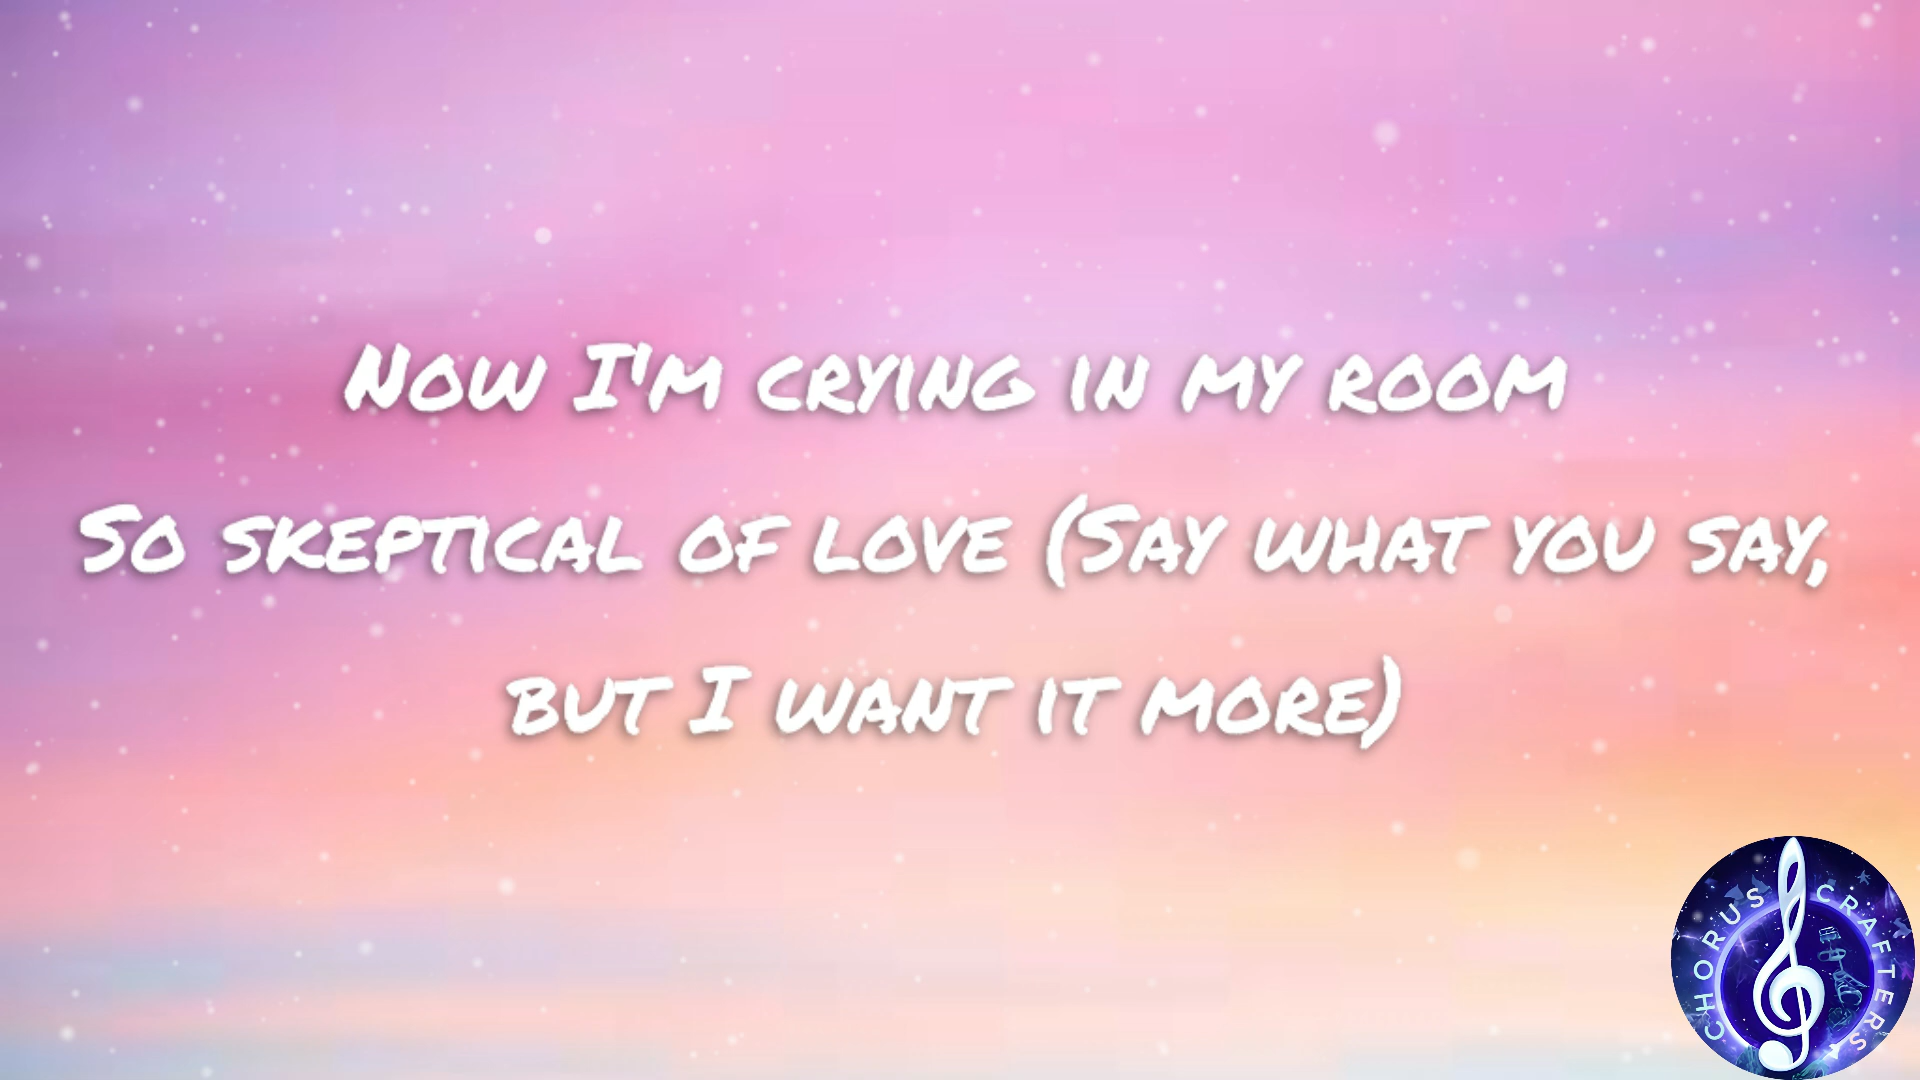 Now I'm crying in my room
So skeptical of love (Say what you say,
but I want it more)
CHORUS CRAFTERS